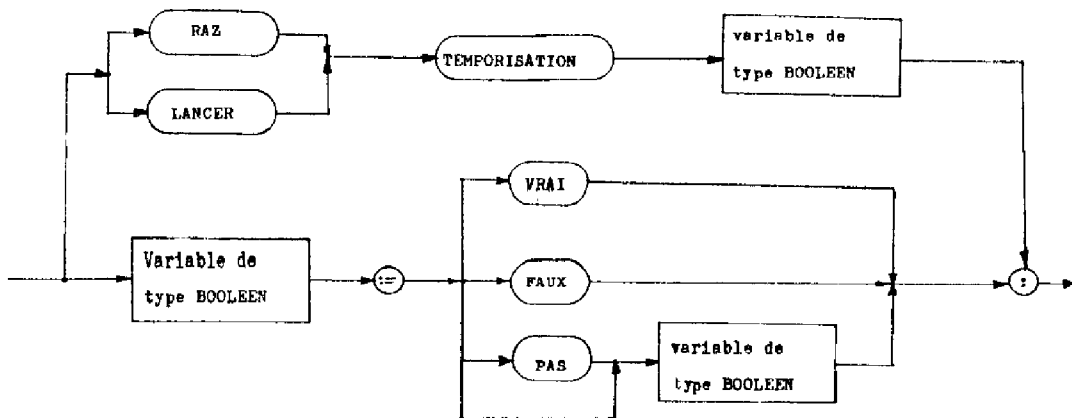 RAZ
LANCER
TEMPORISATION
variable de
type BOOLEEN
VRAI
Variable de
type BOOLEEN
:=
FAUX
;
PAS
variable de
type BOOLEEN